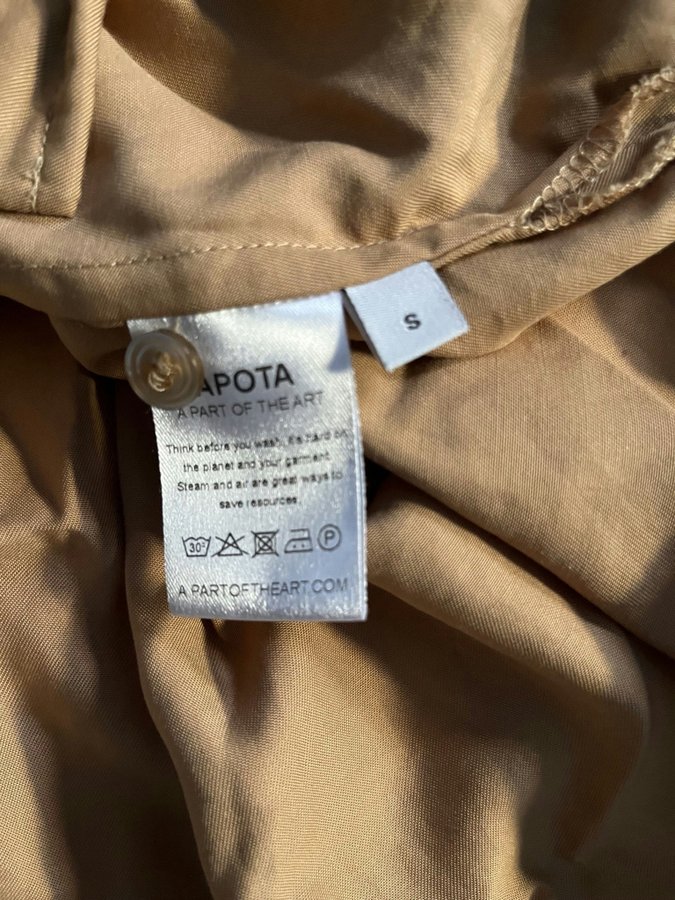 APOTA
A PART OF THE ART
Think before you wash. It's hard on
the planet and your garment.
Steam and air are great ways to
save resources.
30° P
A PARTOFTHEART.COM
S